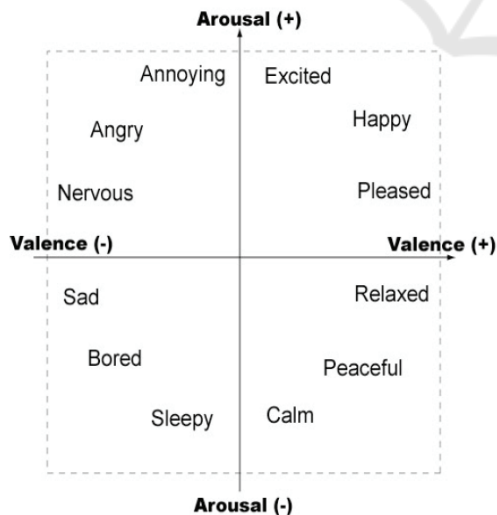 Arousal (+)
Annoying Excited
Happy
Angry
Nervous Pleased
Valence (-) Valence (+)
Sad Relaxed
Bored
Peaceful
Sleepy Calm
Arousal (-)